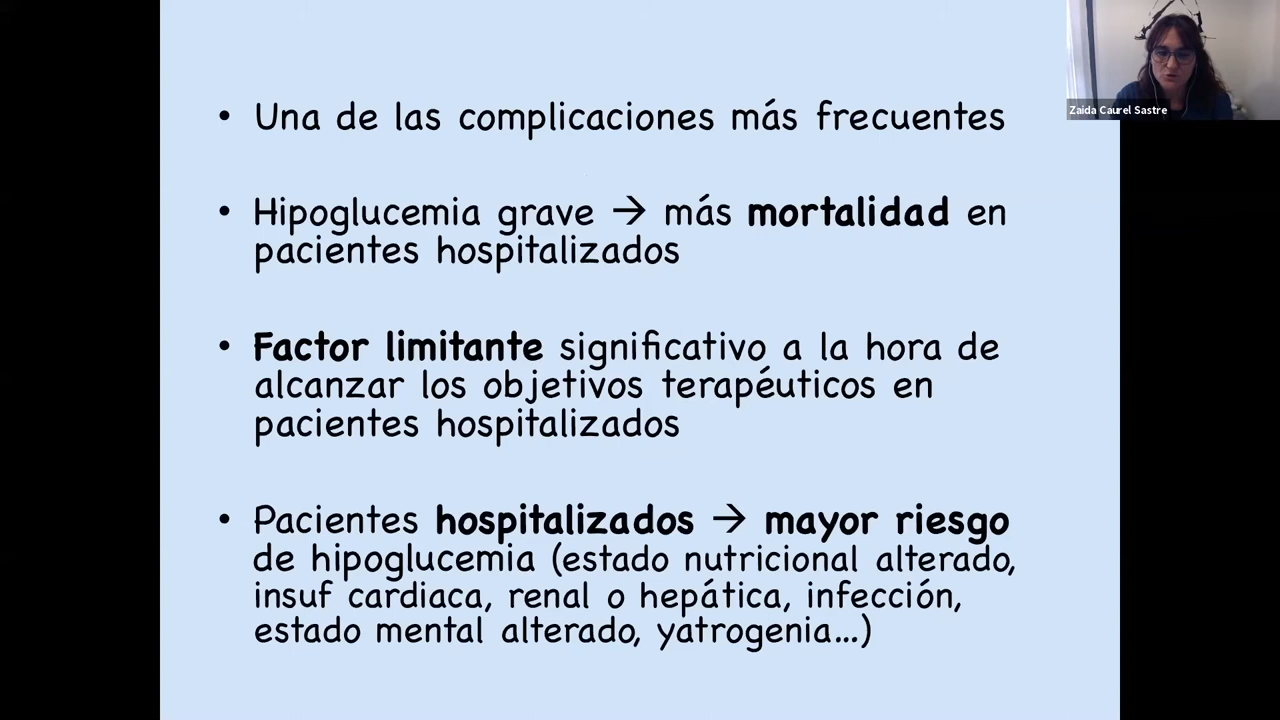 • Una de las complicaciones más frecuentes
• Hipoglucemia grave → más mortalidad en
pacientes hospitalizados
• Factor limitante significativo a la hora de
alcanzar los objetivos terapéuticos en
pacientes hospitalizados
• Pacientes hospitalizados → mayor riesgo
de hipoglucemia (estado nutricional alterado,
insuf cardiaca, renal o hepática, infección,
estado mental alterado, yatrogenia...)
Zaida Caurel Sastre